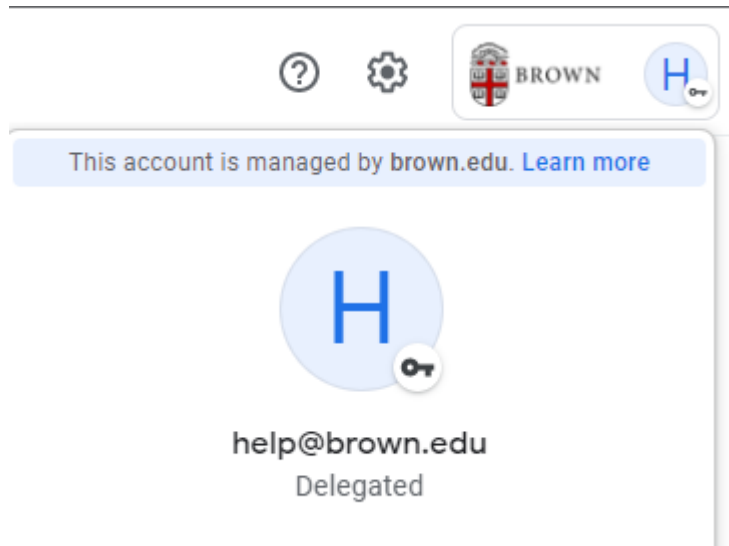 BROWN
H
This account is managed by brown.edu. Learn more
H
help@brown.edu
Delegated